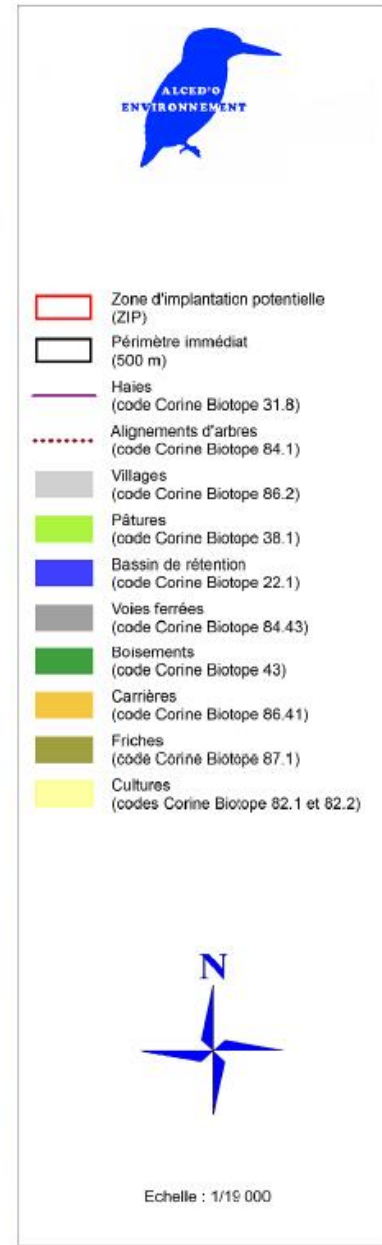 ALCED'O
ENVIRONNEMENT
Zone d'implantation potentielle
(ZIP)
Périmètre immédiat
(500 m)
Haies
(code Corine Biotope 31.8)
Alignements d'arbres
(code Corine Biotope 84.1)
Villages
(code Corine Biotope 86.2)
Pâtures
(code Corine Biotope 38.1)
Bassin de rétention
(code Corine Biotope 22.1)
Voies ferrées
(code Corine Biotope 84.43)
Boisements
(code Corine Biotope 43)
Carrières
(code Corine Biotope 86.41)
Friches
(code Corine Biotope 87.1)
Cultures
(codes Corine Biotope 82.1 et 82.2)
N
Echelle : 1/19 000